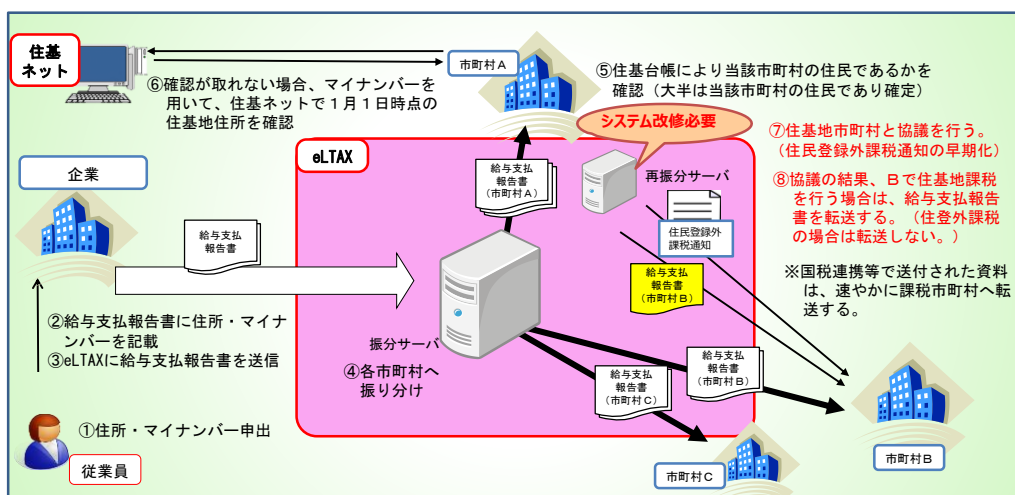 住基
ネット
市町村A
⑥確認が取れない場合、マイナンバーを
用いて、住基ネットで1月1日時点の
住基地住所を確認
⑤住基台帳により当該市町村の住民であるかを
確認(大半は当該市町村の住民であり確定)
システム改修必要
⑦住基地市町村と協議を行う。
(住民登録外課税通知の早期化)
⑧協議の結果、Bで住基地課税
を行う場合は、給与支払報告
書を転送する。(住登外課税
の場合は転送しない。)
※国税連携等で送付された資料
は、速やかに課税市町村へ転
送する。
eLTAX
企業
給与支払
報告書
給与支払
報告書
(市町村A)
再振分サーバ
住民登録外
課税通知
給与支払
報告書
(市町村B)
②給与支払報告書に住所・マイナ
ンバーを記載
③eLTAXに給与支払報告書を送信
振分サーバ
④各市町村へ
振り分け
給与支払
報告書
(市町村B)
給与支払
報告書
(市町村C)
①住所・マイナンバー申出
従業員
市町村C
市町村B